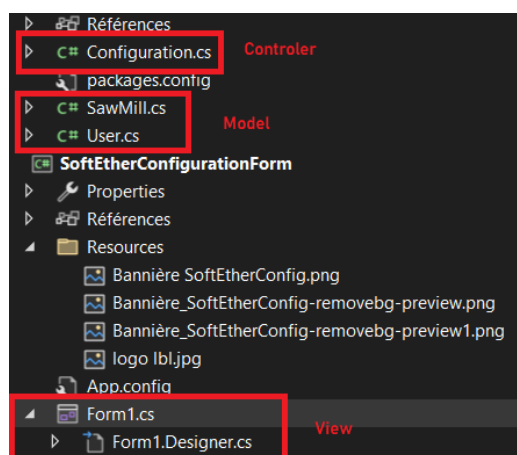 Références
C# Configuration.cs Controler
packages.config
C# SawMill.cs
Model
C# User.cs
C# SoftEtherConfigurationForm
Properties
Références
Resources
Bannière SoftEtherConfig.png
Bannière_SoftEtherConfig-removebg-preview.png
Bannière_SoftEtherConfig-removebg-preview1.png
logo lbl.jpg
App.config
Form1.cs
View
Form1.Designer.cs